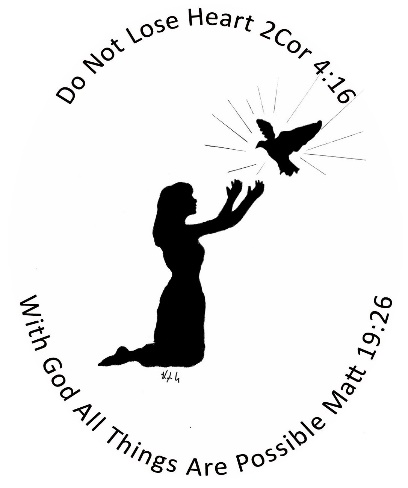 Do Not Lose Heart 2Cor 4:16
With God All Things Are Possible Matt 19:26